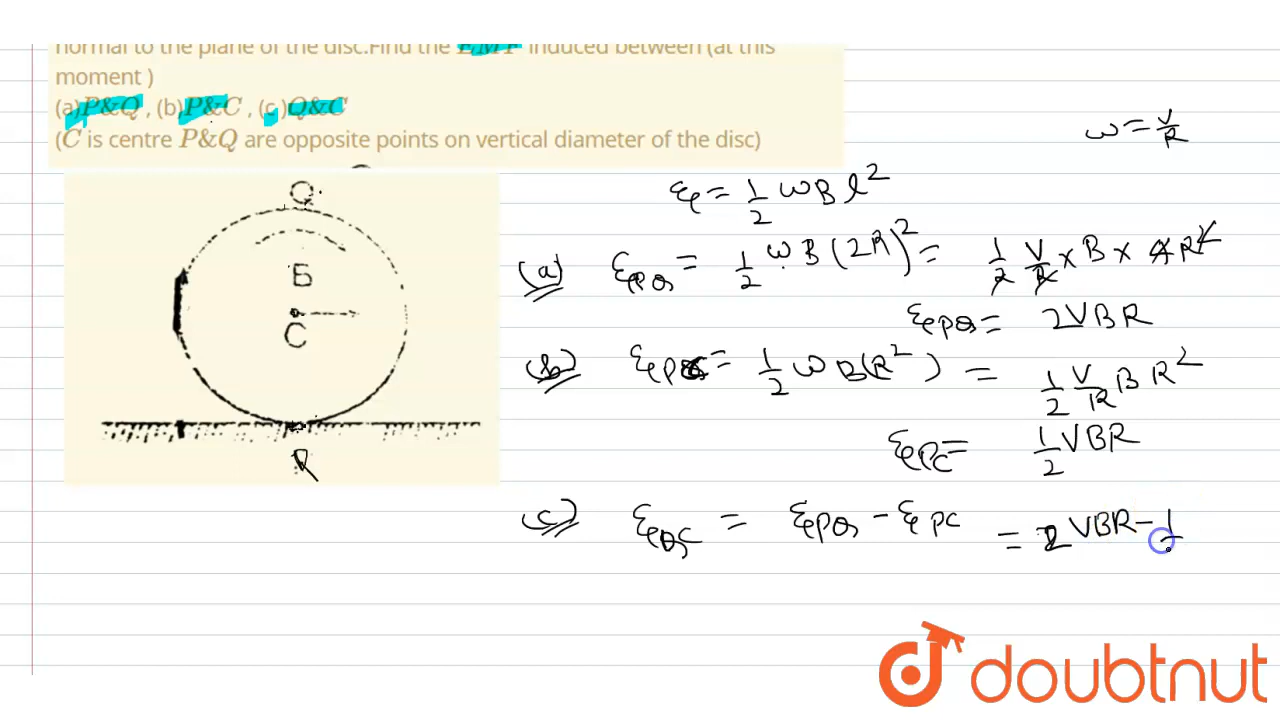 normal to the plane of the disc.Find the EMF induced between (at this
moment )
(a)P&Q , (b)P&C , (c )Q&C
(C is centre P&Q are opposite points on vertical diameter of the disc)
ω = V/R
ε = 1/2 ωBl²
(a) ε_PQ = 1/2 ωB(2R)² = 1/2 V/R × B × 4R²
ε_PQ = 2VBR
(b) ε_PC = 1/2 ωB(R²) = 1/2 V/R BR²
ε_PC = 1/2 VBR
(c) ε_QC = ε_PQ - ε_PC = 2VBR - 1
Q
B
C
P
doubtnut